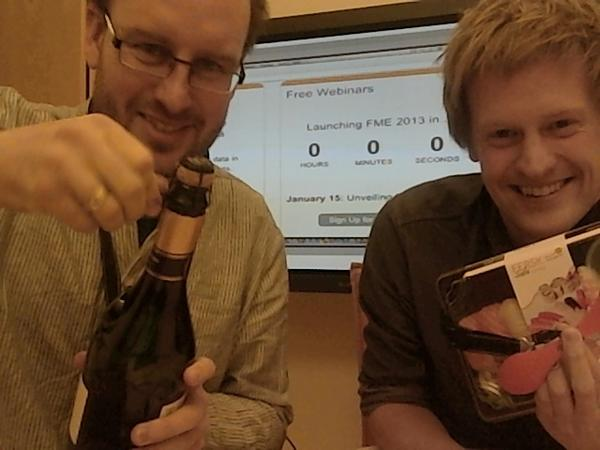 Free Webinars
Launching FME 2013 in
0 0 0
HOURS MINUTES SECONDS
data in
January 15: Unveiling
Sign Up for